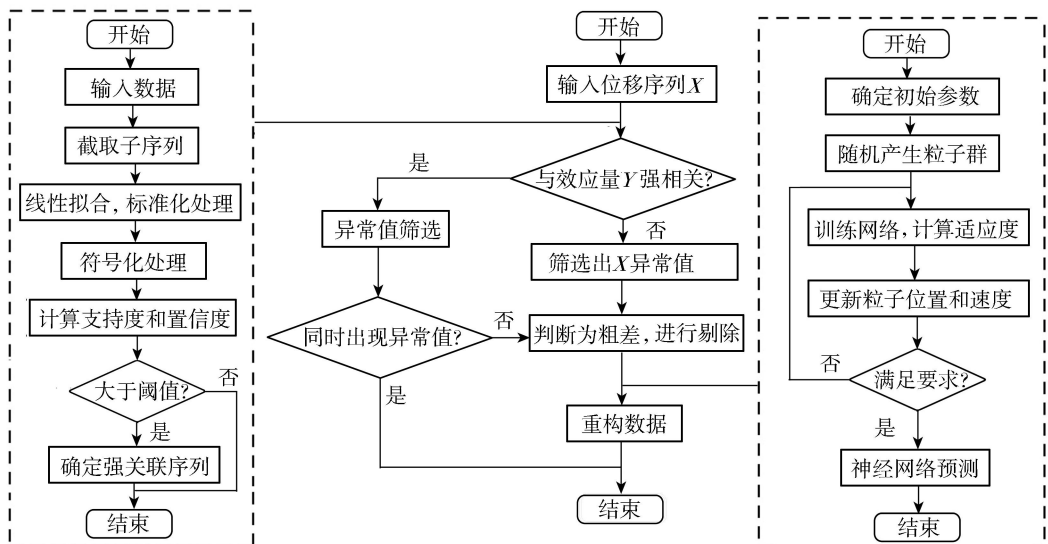 开始
输入数据
截取子序列
线性拟合，标准化处理
符号化处理
计算支持度和置信度
大于阈值?
否
是
确定强关联序列
结束
开始
输入位移序列X
与效应量Y强相关?
是
否
异常值筛选
筛选出X异常值
同时出现异常值?
否
判断为粗差，进行剔除
是
重构数据
结束
开始
确定初始参数
随机产生粒子群
训练网络，计算适应度
更新粒子位置和速度
满足要求?
否
是
神经网络预测
结束